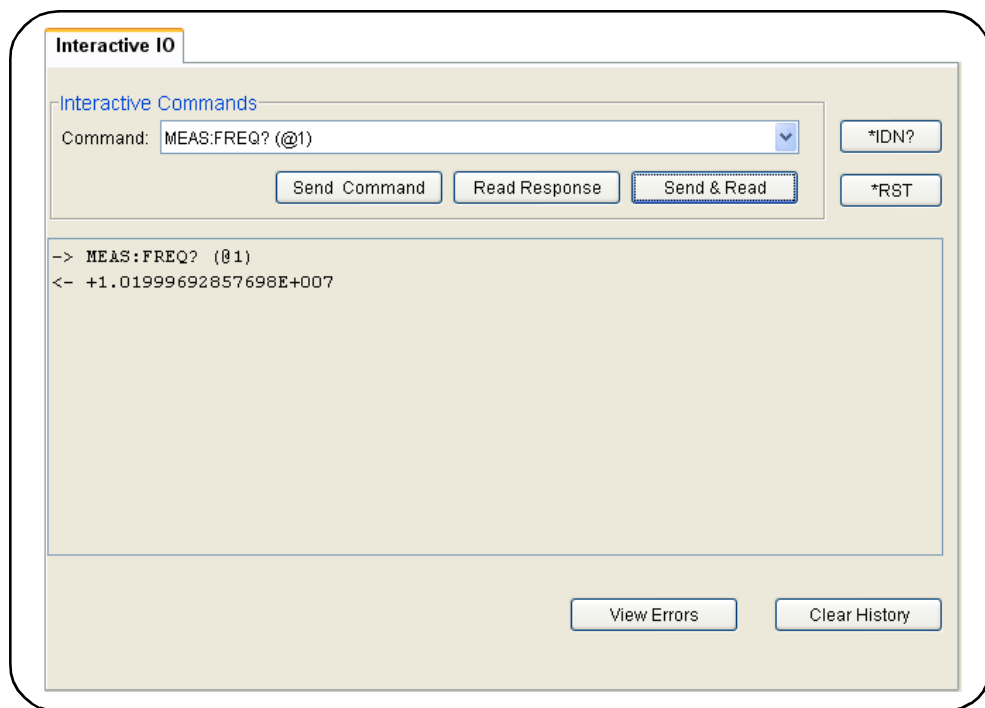 Interactive IO
Interactive Commands
Command: MEAS:FREQ? (@1)
*IDN?
Send Command Read Response Send & Read
*RST
-> MEAS:FREQ? (@1)
<- +1.01999692857698E+007
View Errors Clear History